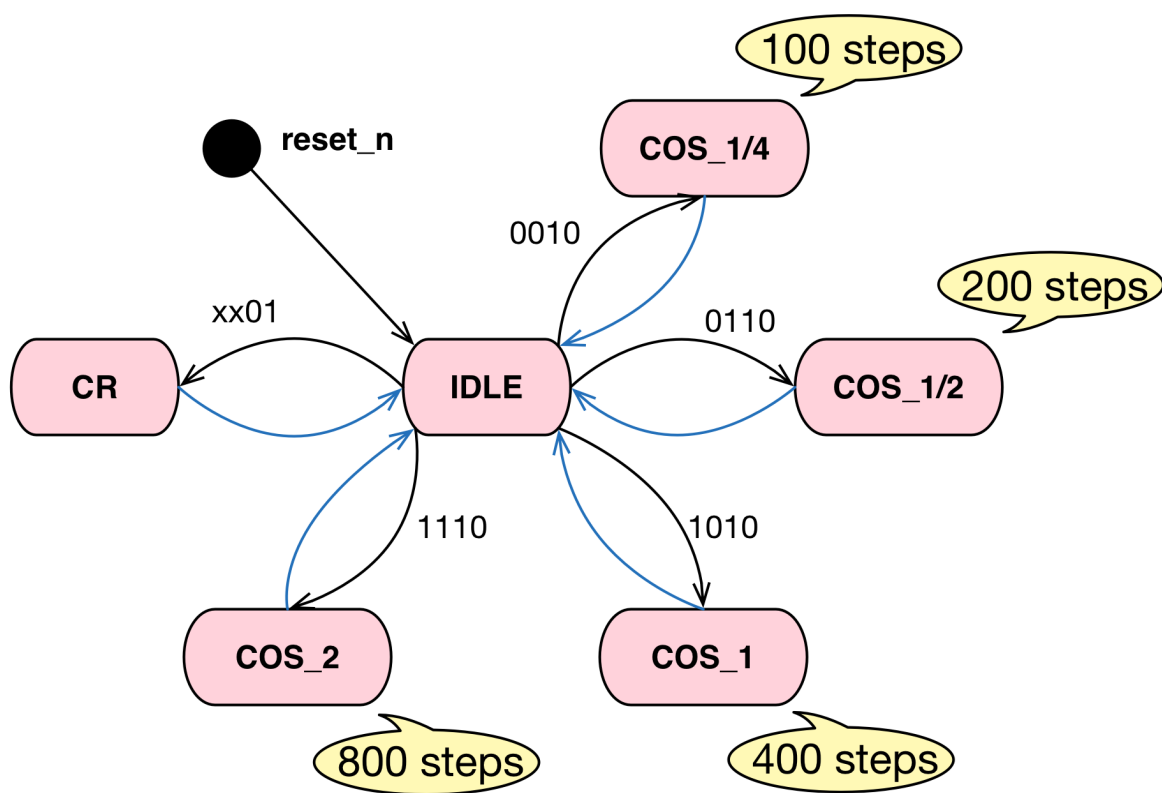 100 steps
reset_n
COS_1/4
0010
200 steps
xx01
0110
CR
IDLE
COS_1/2
1110
1010
COS_2
COS_1
800 steps
400 steps